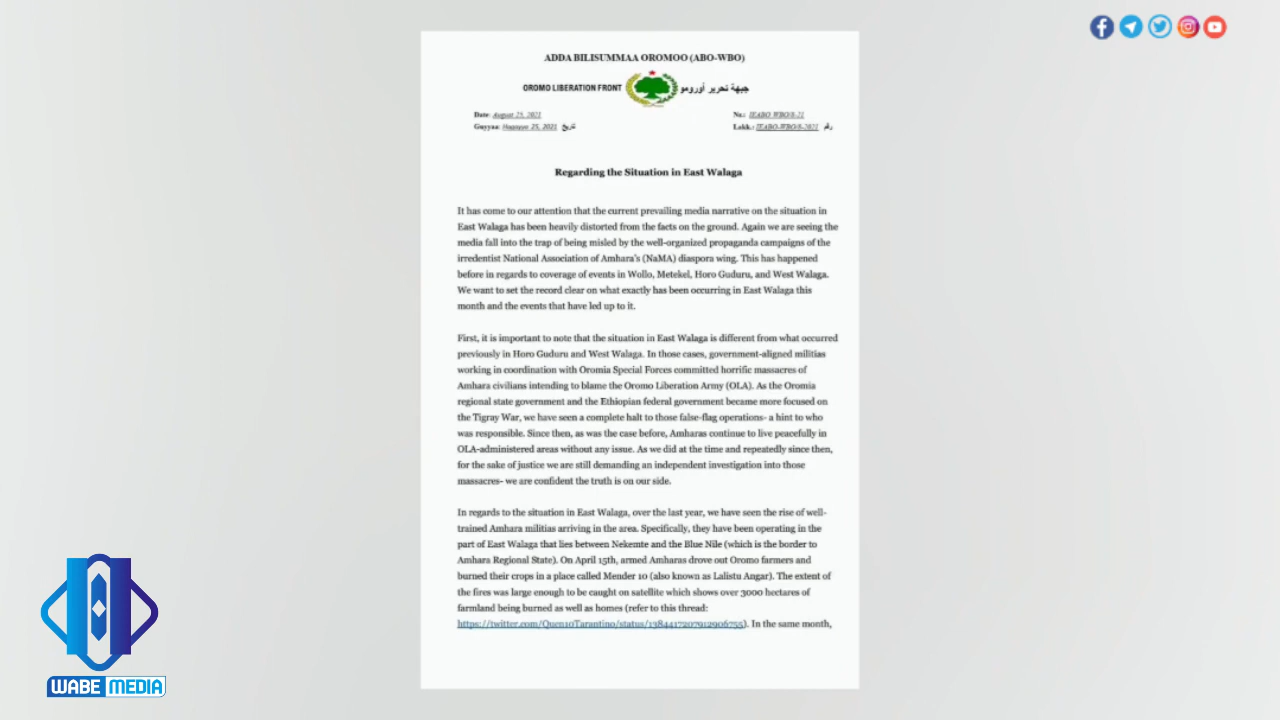 ADDA BILISUMMAA OROMOO (ABO-WBO)
OROMO LIBERATION FRONT جبهة تحرير أورومو
Date: August 25, 2021 No.: IEABO-WBO/8-21
Guyyaa: Hagayya 25, 2021 تاريخ Lakk.: IEABO-WBO/8-2021 رقم
Regarding the Situation in East Walaga
It has come to our attention that the current prevailing media narrative on the situation in
East Walaga has been heavily distorted from the facts on the ground. Again we are seeing the
media fall into the trap of being misled by the well-organized propaganda campaigns of the
irredentist National Association of Amhara's (NaMA) diaspora wing. This has happened
before in regards to coverage of events in Wollo, Metekel, Horo Guduru, and West Walaga.
We want to set the record clear on what exactly has been occurring in East Walaga this
month and the events that have led up to it.
First, it is important to note that the situation in East Walaga is different from what occurred
previously in Horo Guduru and West Walaga. In those cases, government-aligned militias
working in coordination with Oromia Special Forces committed horrific massacres of
Amhara civilians intending to blame the Oromo Liberation Army (OLA). As the Oromia
regional state government and the Ethiopian federal government became more focused on
the Tigray War, we have seen a complete halt to those false-flag operations- a hint to who
was responsible. Since then, as was the case before, Amharas continue to live peacefully in
OLA-administered areas without any issue. As we did at the time and repeatedly since then,
for the sake of justice we are still demanding an independent investigation into those
massacres- we are confident the truth is on our side.
In regards to the situation in East Walaga, over the last year, we have seen the rise of well-
trained Amhara militias arriving in the area. Specifically, they have been operating in the
part of East Walaga that lies between Nekemte and the Blue Nile (which is the border to
Amhara Regional State). On April 15th, armed Amharas drove out Oromo farmers and
burned their crops in a place called Mender 10 (also known as Lalistu Angar). The extent of
the fires was large enough to be caught on satellite which shows over 3000 hectares of
farmland being burned as well as homes (refer to this thread:
https://twitter.com/Quen10Tarantino/status/1384417207912906755). In the same month,
WABE MEDIA